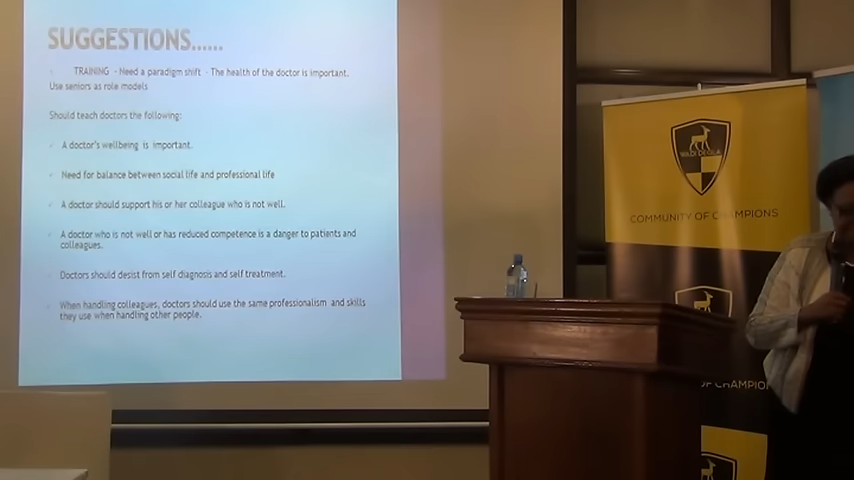 SUGGESTIONS......
TRAINING - Need a paradigm shift - The health of the doctor is important.
Use seniors as role models
Should teach doctors the following:
A doctor's wellbeing is important.
Need for balance between social life and professional life
A doctor should support his or her colleague who is not well.
A doctor who is not well or has reduced competence is a danger to patients and
colleagues.
Doctors should desist from self diagnosis and self treatment.
When handling colleagues, doctors should use the same professionalism and skills
they use when handling other people.
WADI DEGLA
COMMUNITY OF CHAMPIONS
OF CHAMPIO